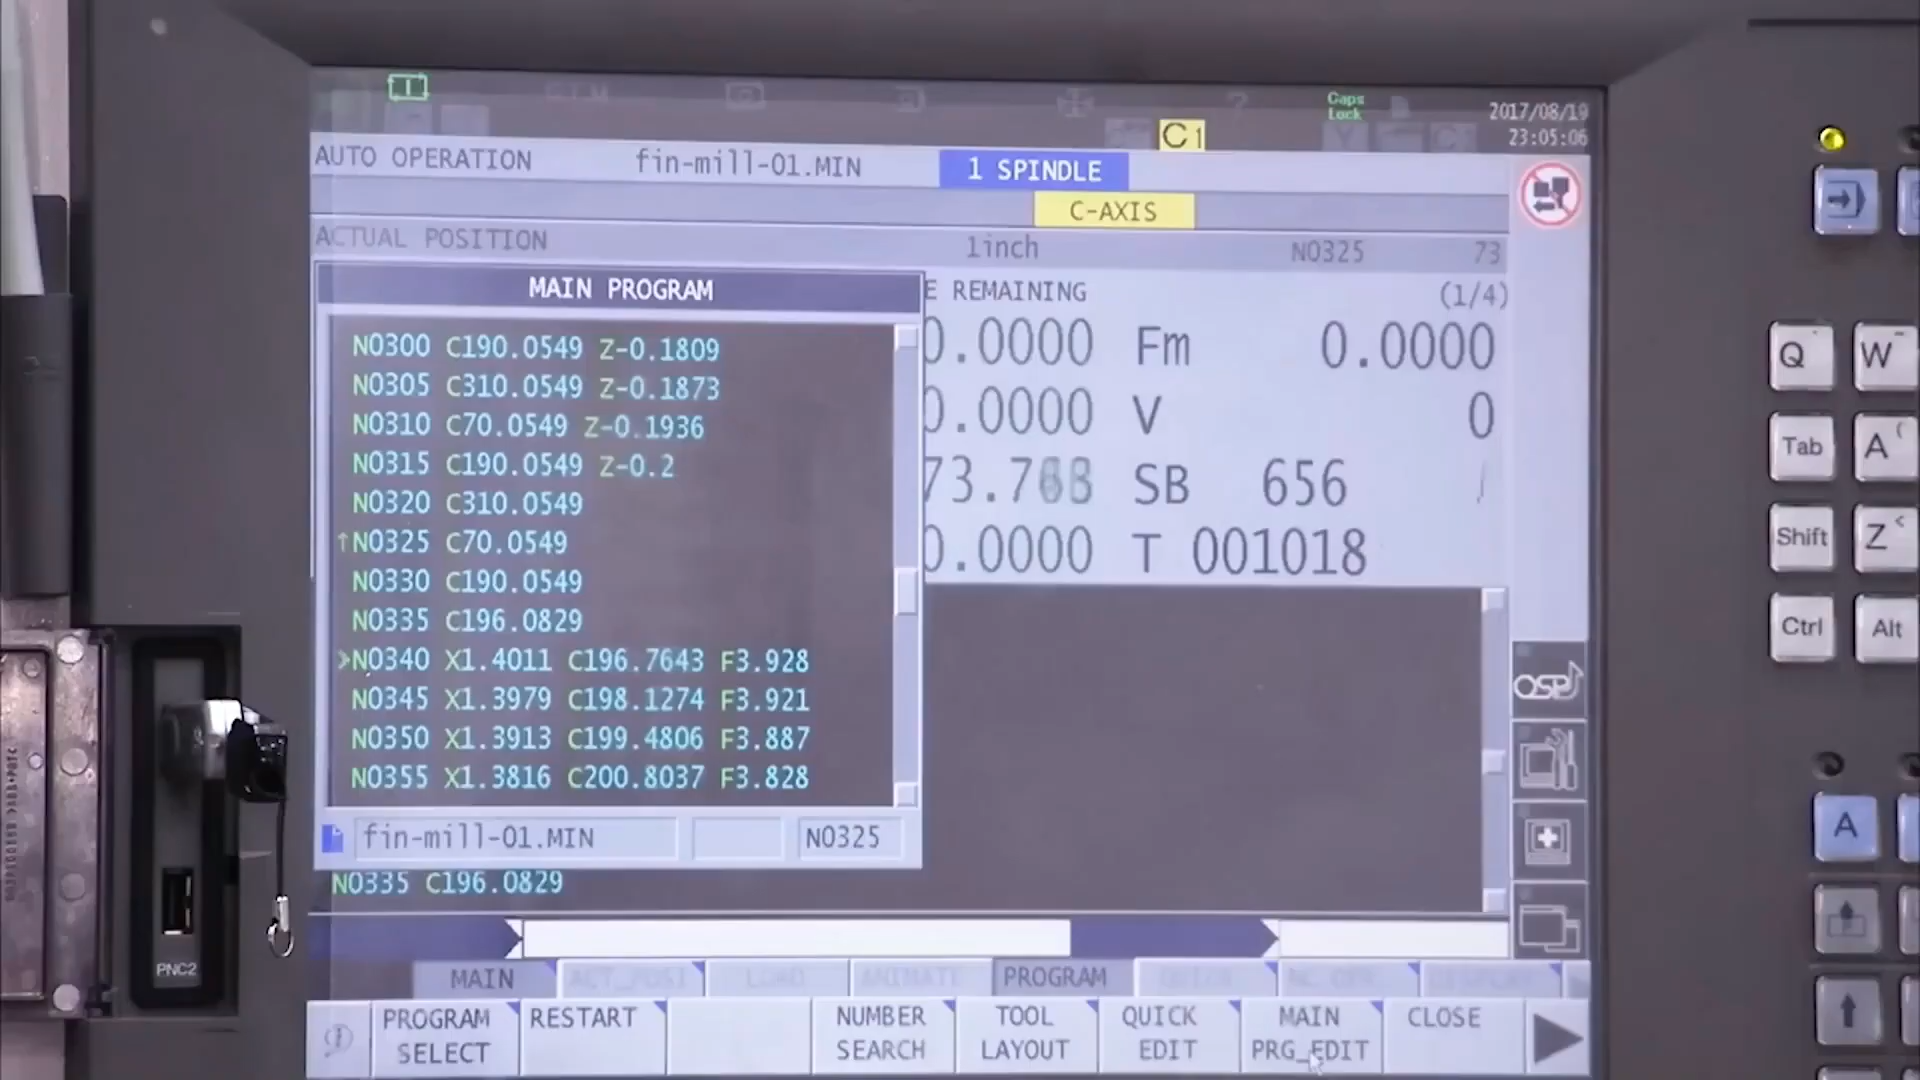 Caps
Lock
2017/08/19
23:05:06
C1
AUTO OPERATION fin-mill-01.MIN 1 SPINDLE
C-AXIS
ACTUAL POSITION 1inch N0325 73
MAIN PROGRAM
E REMAINING (1/4)
N0300 C190.0549 Z-0.1809
N0305 C310.0549 Z-0.1873
N0310 C70.0549 Z-0.1936
N0315 C190.0549 Z-0.2
N0320 C310.0549
↑N0325 C70.0549
N0330 C190.0549
N0335 C196.0829
>N0340 X1.4011 C196.7643 F3.928
N0345 X1.3979 C198.1274 F3.921
N0350 X1.3913 C199.4806 F3.887
N0355 X1.3816 C200.8037 F3.828
0.0000 Fm 0.0000
0.0000 V 0
SB 656
0.0000 T 001018
fin-mill-01.MIN N0325
N0335 C196.0829
MAIN ACT_POSI LOAD ANIMATE PROGRAM
PROGRAM SELECT
RESTART
NUMBER SEARCH
TOOL LAYOUT
QUICK EDIT
MAIN PRG_EDIT
CLOSE
OSP
Q
W
Tab
A
Shift
Z
Ctrl
Alt
A
PNC2